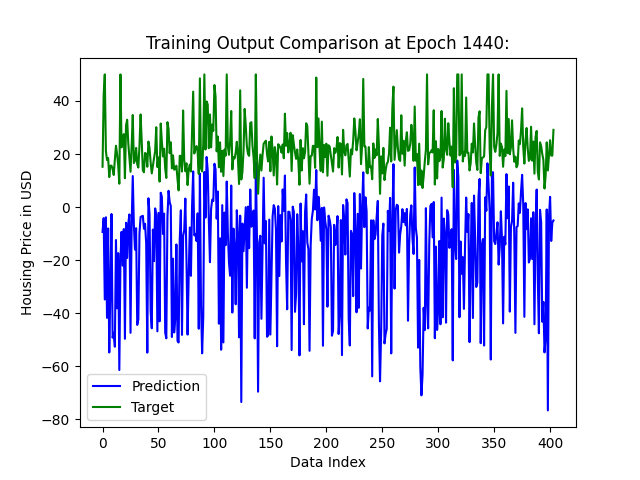 Training Output Comparison at Epoch 1440:
Housing Price in USD
40
20
0
−20
−40
−60
−80
Prediction
Target
0 50 100 150 200 250 300 350 400
Data Index